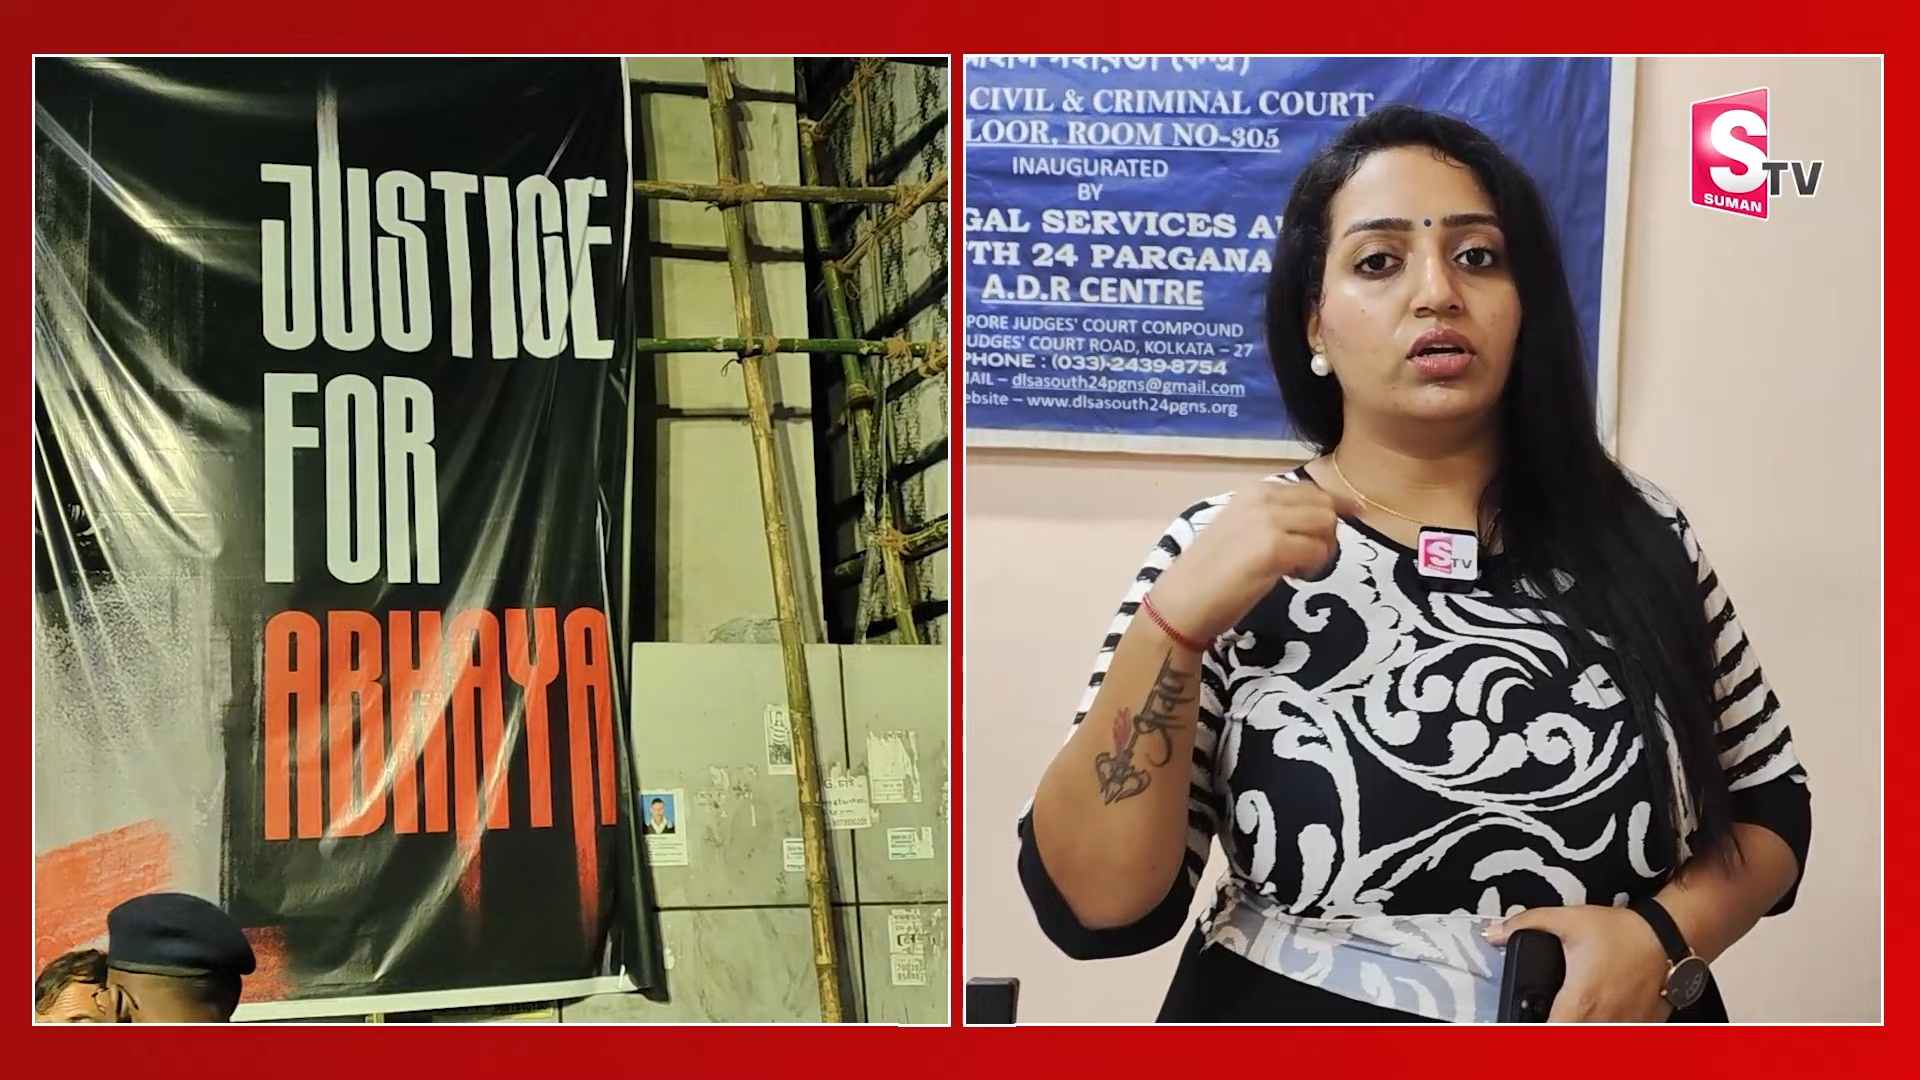 JUSTICE
FOR
ABHAYA
CIVIL & CRIMINAL COURT
LOOR, ROOM NO-305
INAUGURATED
BY
GAL SERVICES A
TH 24 PARGANA
A.D.R CENTRE
PORE JUDGES' COURT COMPOUND
UDGES' COURT ROAD, KOLKATA – 27
PHONE : (033)-2439-8754
AIL – dlsasouth24pgns@gmail.com
ebsite – www.dlsasouth24pgns.org
S TV
SUMAN
S TV
SUMAN